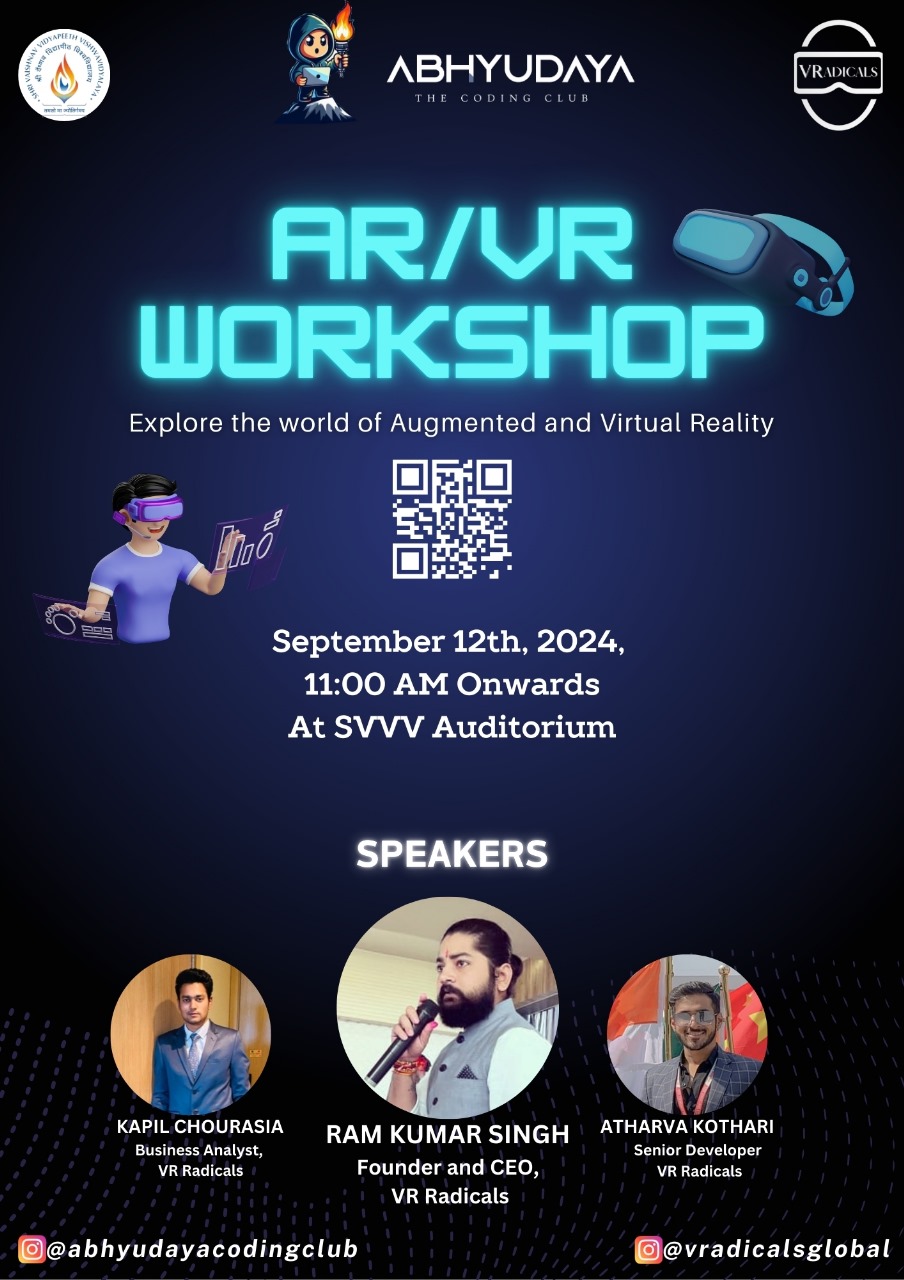 SHRI VAISHNAV VIDYAPEETH VISHWAVIDYALAYA
श्री वैष्णव विद्यापीठ विश्वविद्यालय
ABHYUDAYA
THE CODING CLUB
VRADICALS
AR/VR
WORKSHOP
Explore the world of Augmented and Virtual Reality
September 12th, 2024,
11:00 AM Onwards
At SVVV Auditorium
SPEAKERS
KAPIL CHOURASIA
Business Analyst,
VR Radicals
RAM KUMAR SINGH
Founder and CEO,
VR Radicals
ATHARVA KOTHARI
Senior Developer
VR Radicals
@abhyudayacodingclub
@vradicalsglobal